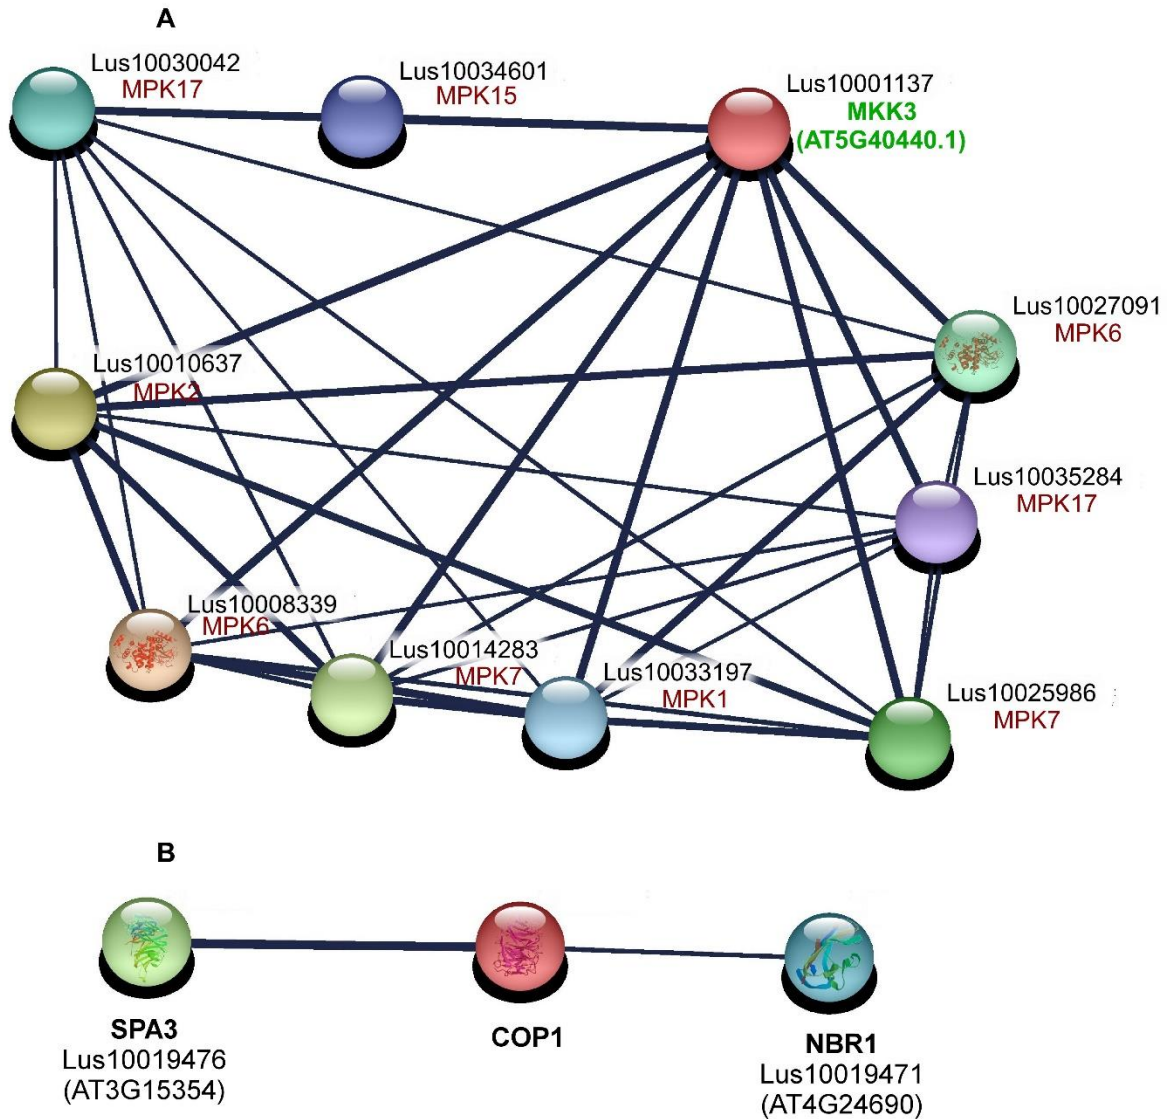 A
Lus10030042
MPK17
Lus10034601
MPK15
Lus10001137
MKK3
(AT5G40440.1)
Lus10027091
MPK6
Lus10010637
MPK2
Lus10035284
MPK17
Lus10008339
MPK6
Lus10014283
MPK7
Lus10033197
MPK1
Lus10025986
MPK7
B
SPA3
Lus10019476
(AT3G15354)
COP1
NBR1
Lus10019471
(AT4G24690)